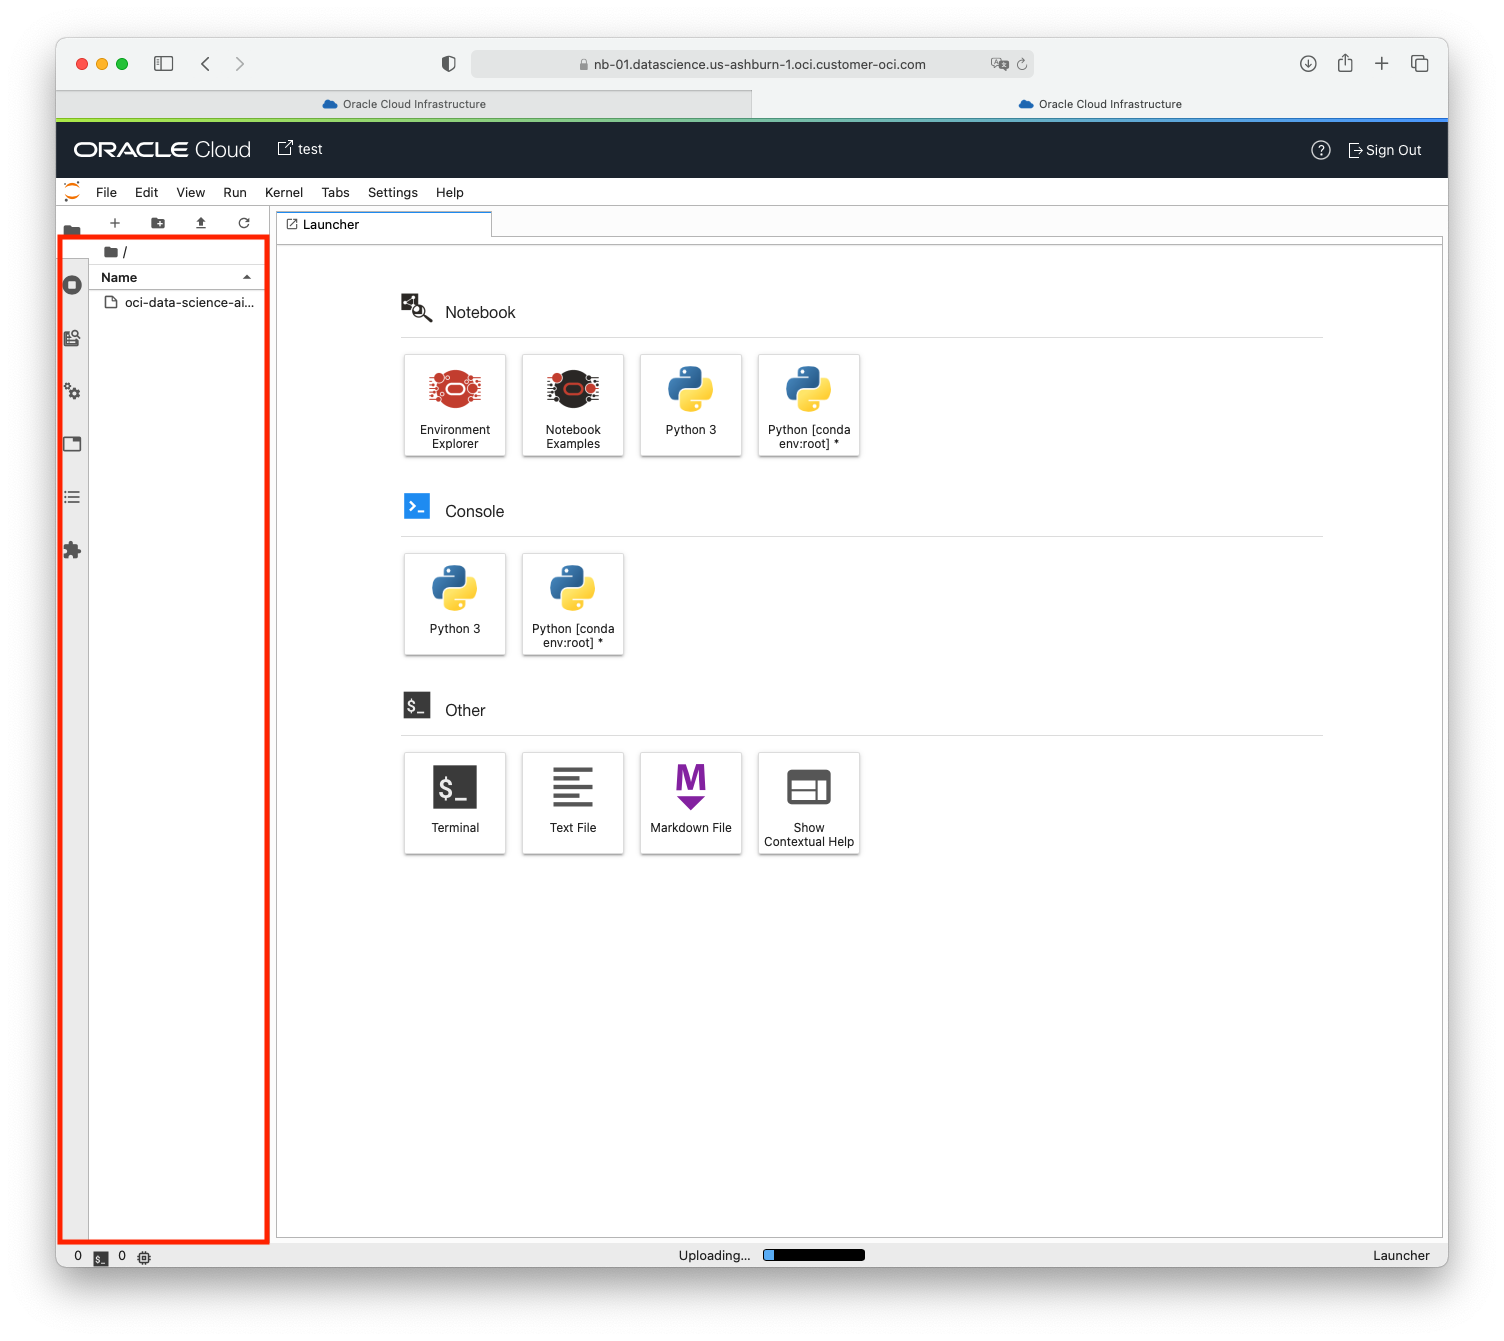 nb-01.datascience.us-ashburn-1.oci.customer-oci.com
Oracle Cloud Infrastructure
Oracle Cloud Infrastructure
ORACLE Cloud
test
Sign Out
File Edit View Run Kernel Tabs Settings Help
Launcher
/
Name
oci-data-science-ai...
Notebook
Environment
Explorer
Notebook
Examples
Python 3
Python [conda
env:root] *
Console
Python 3
Python [conda
env:root] *
Other
$_
Terminal
Text File
M
Markdown File
Show
Contextual Help
0 $_ 0
Uploading...
Launcher